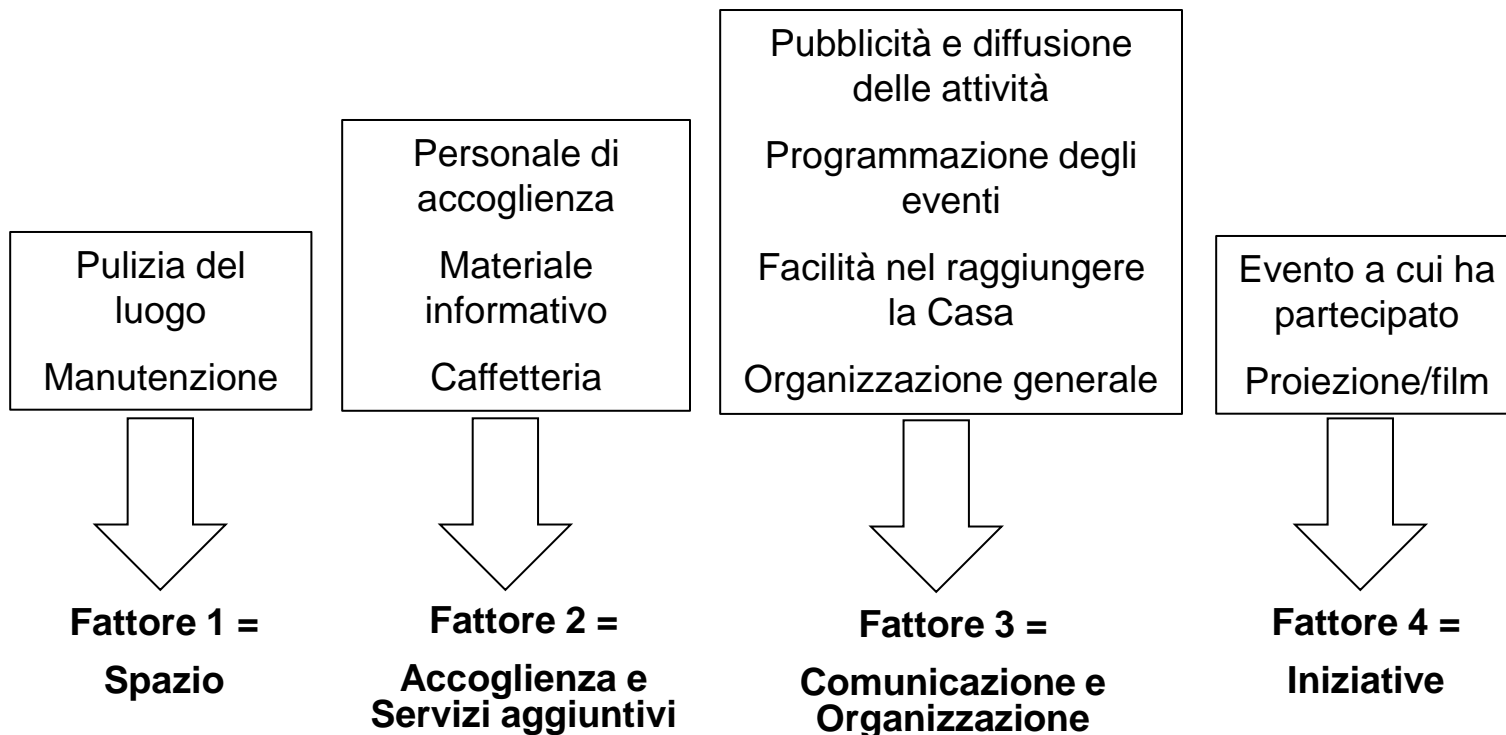 Pulizia del
luogo
Manutenzione
Fattore 1 =
Spazio
Personale di
accoglienza
Materiale
informativo
Caffetteria
Fattore 2 =
Accoglienza e
Servizi aggiuntivi
Pubblicità e diffusione
delle attività
Programmazione degli
eventi
Facilità nel raggiungere
la Casa
Organizzazione generale
Fattore 3 =
Comunicazione e
Organizzazione
Evento a cui ha
partecipato
Proiezione/film
Fattore 4 =
Iniziative